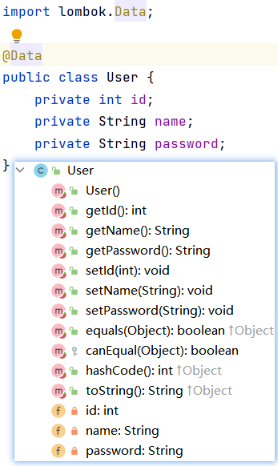 import lombok.Data;
@Data
public class User {
private int id;
private String name;
private String password;
}
User
User()
getId(): int
getName(): String
getPassword(): String
setId(int): void
setName(String): void
setPassword(String): void
equals(Object): boolean ↑Object
canEqual(Object): boolean
hashCode(): int ↑Object
toString(): String ↑Object
id: int
name: String
password: String